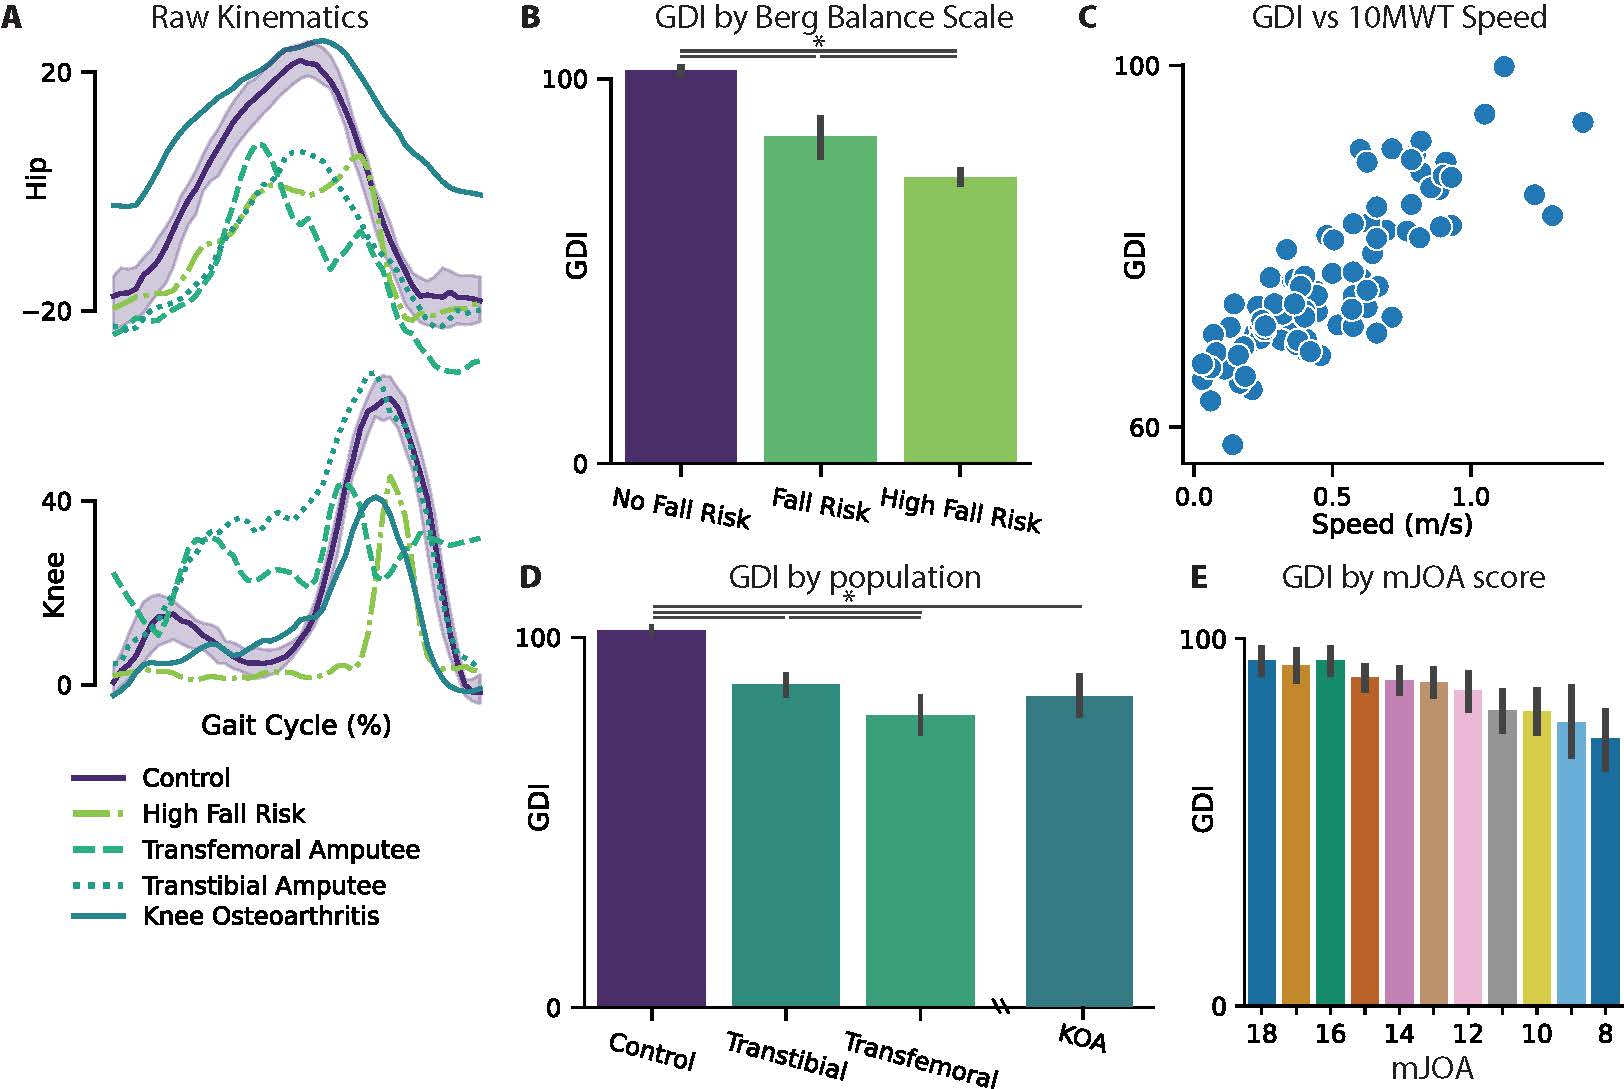 A Raw Kinematics
20
Hip
−20
40
Knee
0
Gait Cycle (%)
Control
High Fall Risk
Transfemoral Amputee
Transtibial Amputee
Knee Osteoarthritis
B GDI by Berg Balance Scale
*
100
GDI
0
No Fall Risk Fall Risk High Fall Risk
C GDI vs 10MWT Speed
100
GDI
60
0.0 0.5 1.0
Speed (m/s)
D GDI by population
*
100
GDI
0
Control Transtibial Transfemoral KOA
E GDI by mJOA score
100
GDI
0
18 16 14 12 10 8
mJOA